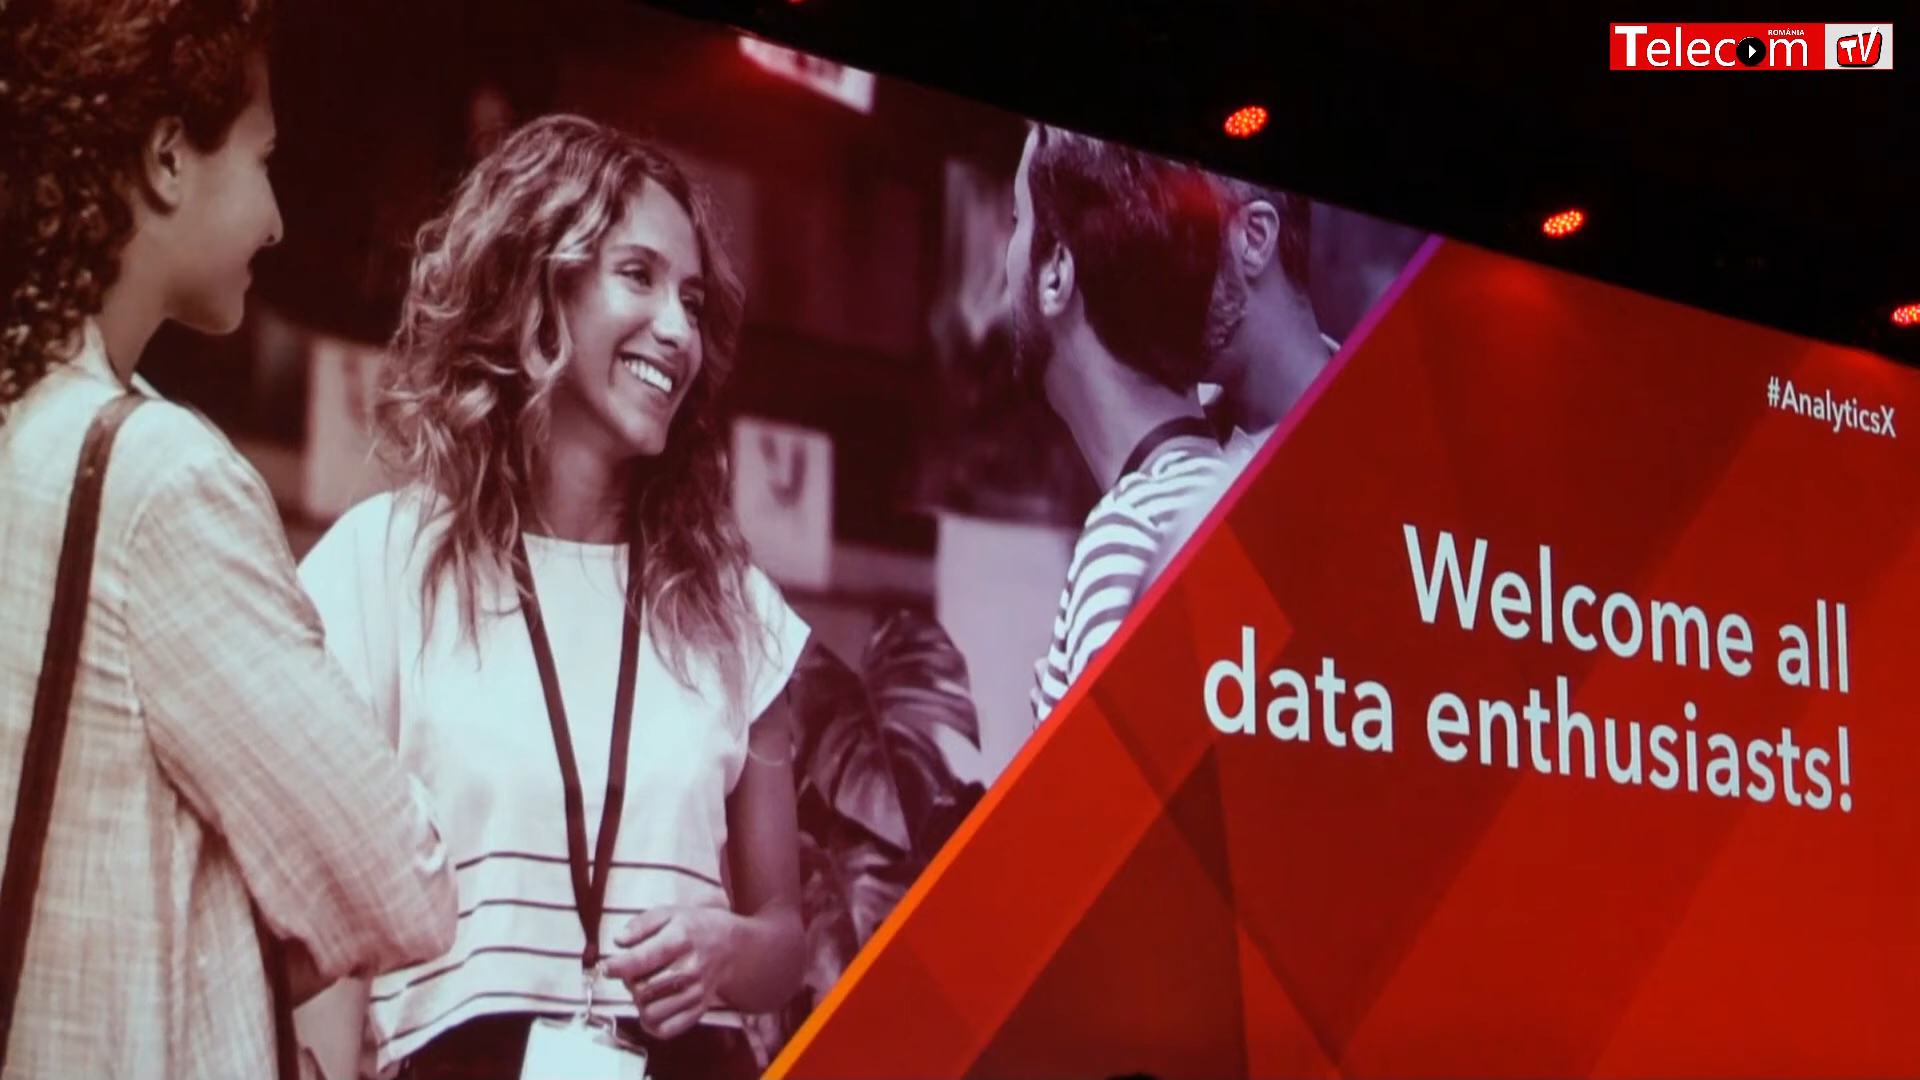 Telecom
ROMÂNIA
TV
#AnalyticsX
Welcome all
data enthusiasts!